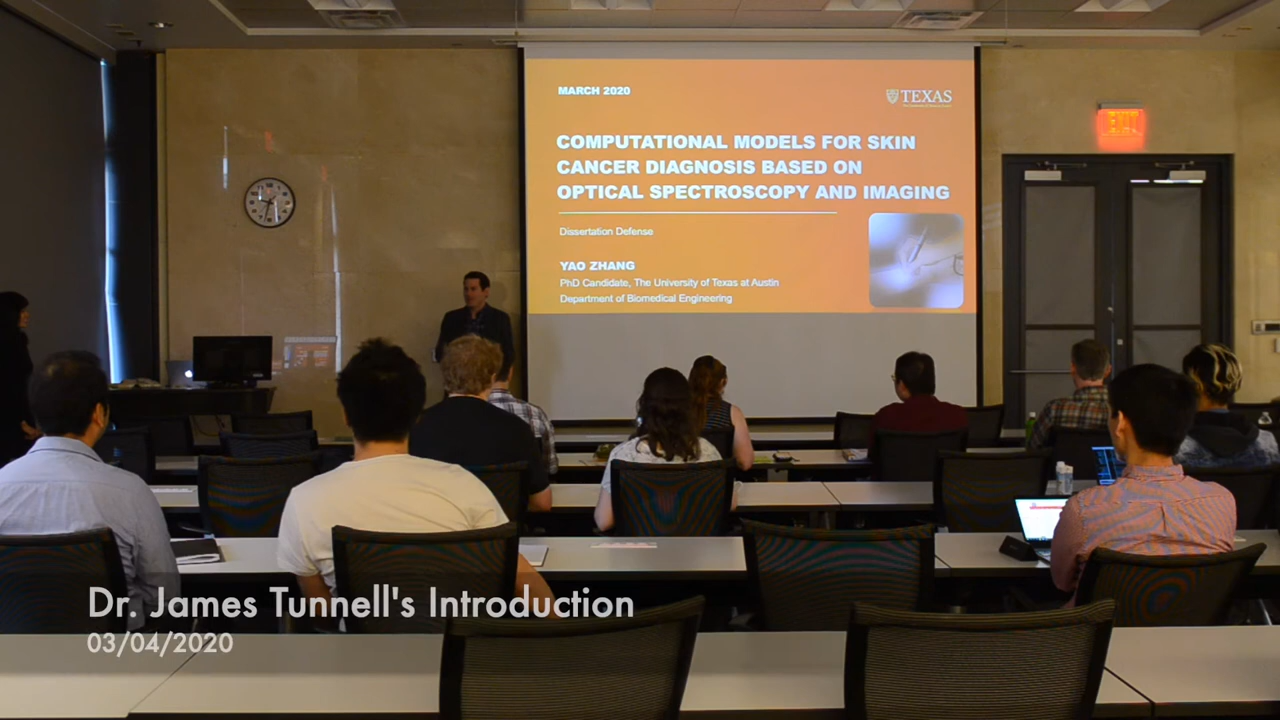 MARCH 2020
TEXAS
COMPUTATIONAL MODELS FOR SKIN
CANCER DIAGNOSIS BASED ON
OPTICAL SPECTROSCOPY AND IMAGING
Dissertation Defense
YAO ZHANG
PhD Candidate, The University of Texas at Austin
Department of Biomedical Engineering
EXIT
Dr. James Tunnell's Introduction
03/04/2020